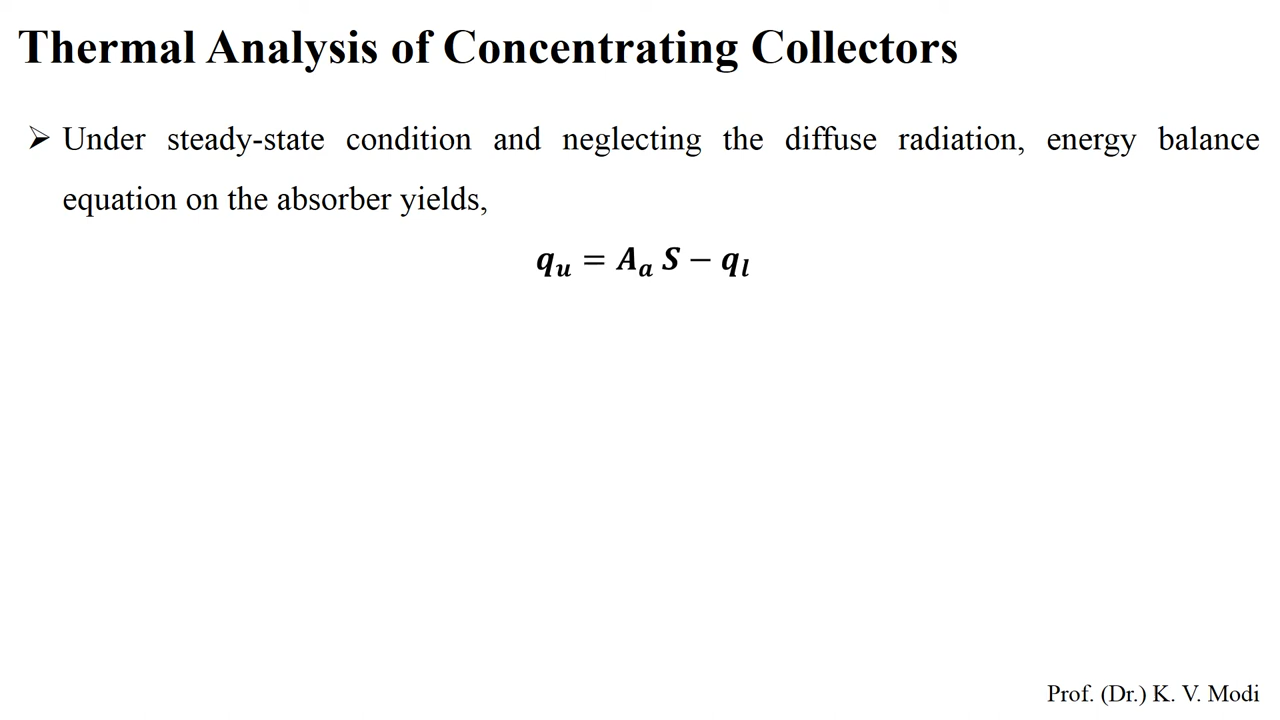 Thermal Analysis of Concentrating Collectors
➢ Under steady-state condition and neglecting the diffuse radiation, energy balance
equation on the absorber yields,
q_u = A_a S − q_l
Prof. (Dr.) K. V. Modi